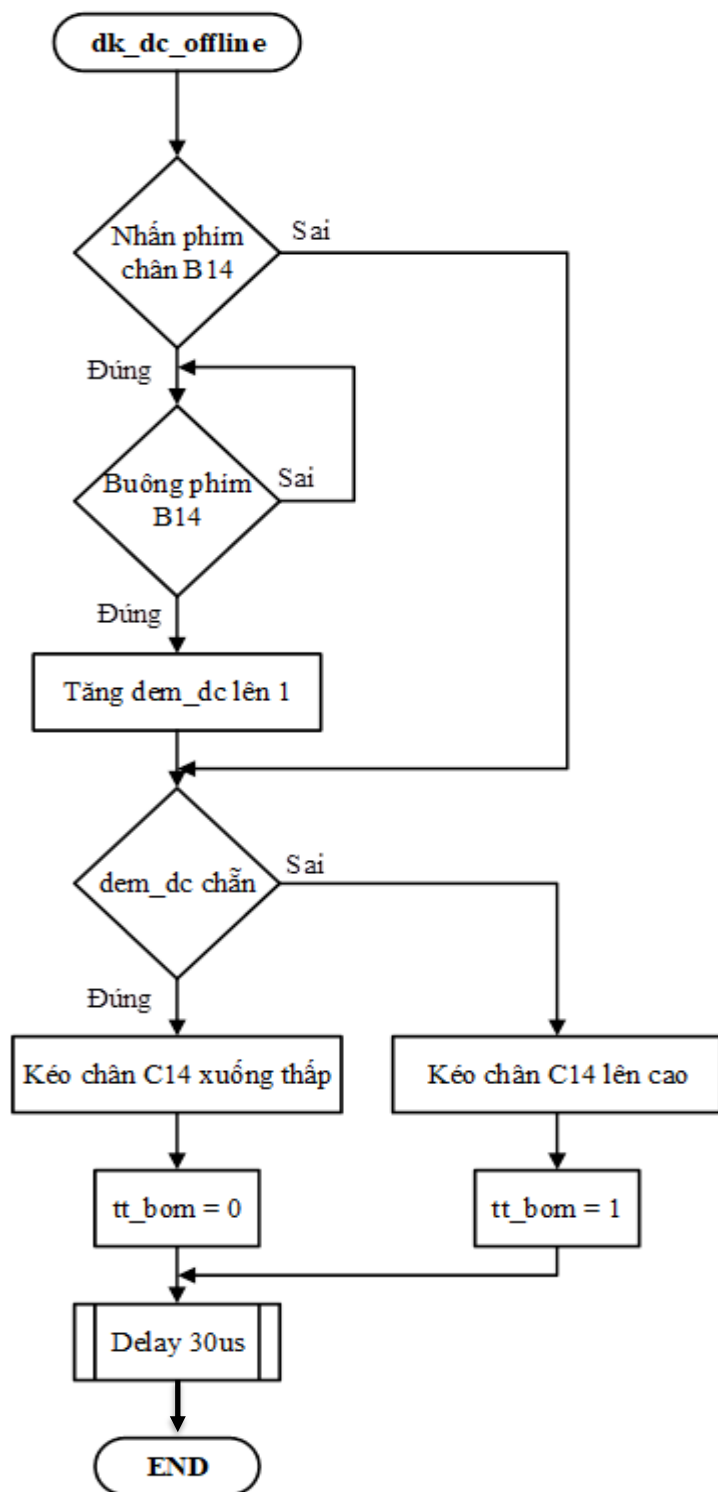 dk_dc_offline
Nhấn phím
chân B14
Sai
Đúng
Buông phím
B14
Sai
Đúng
Tăng dem_dc lên 1
dem_dc chẵn
Sai
Đúng
Kéo chân C14 xuống thấp
Kéo chân C14 lên cao
tt_bom = 0
tt_bom = 1
Delay 30us
END